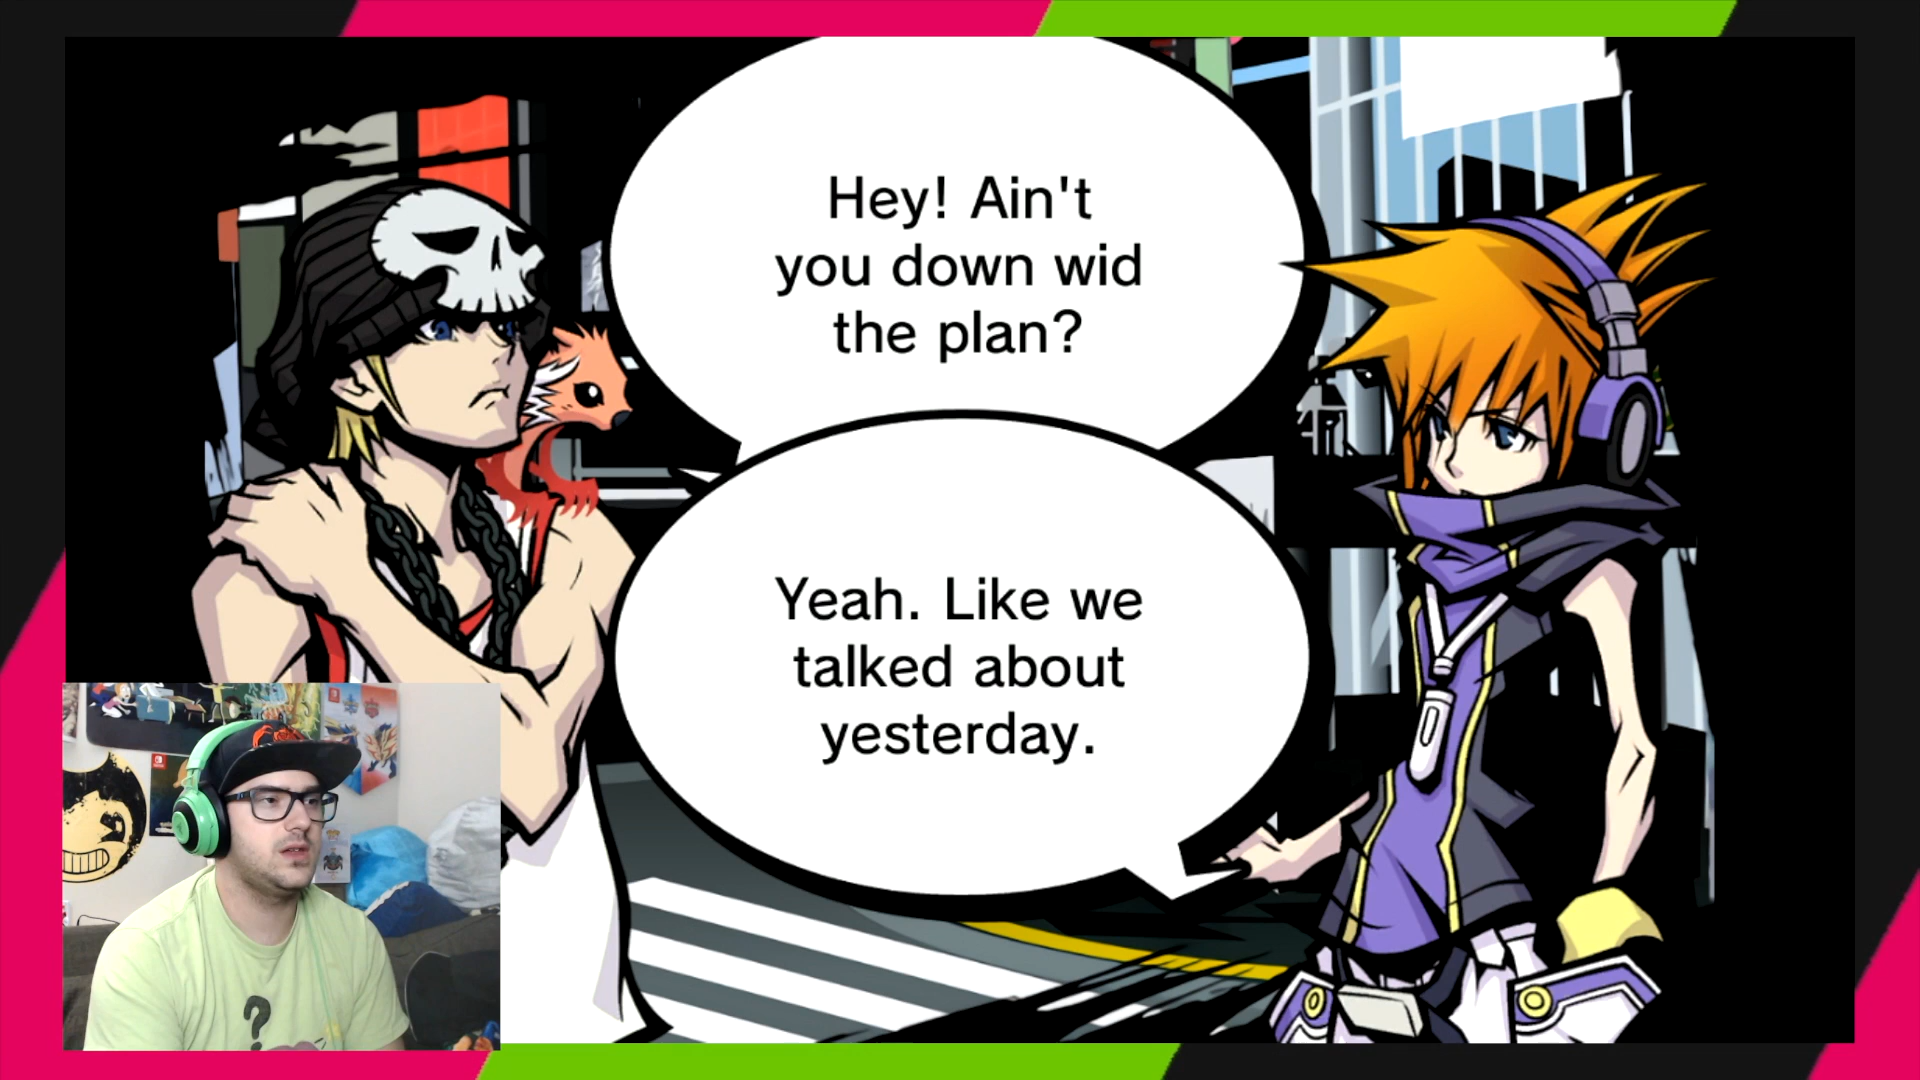 Hey! Ain't
you down wid
the plan?
Yeah. Like we
talked about
yesterday.
?